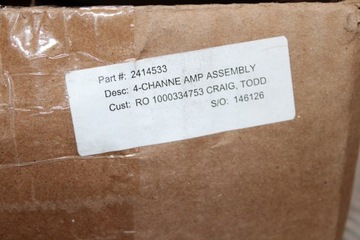 Part #: 2414533
Desc: 4-CHANNE AMP ASSEMBLY
Cust: RO 1000334753 CRAIG, TODD
S/O: 146126